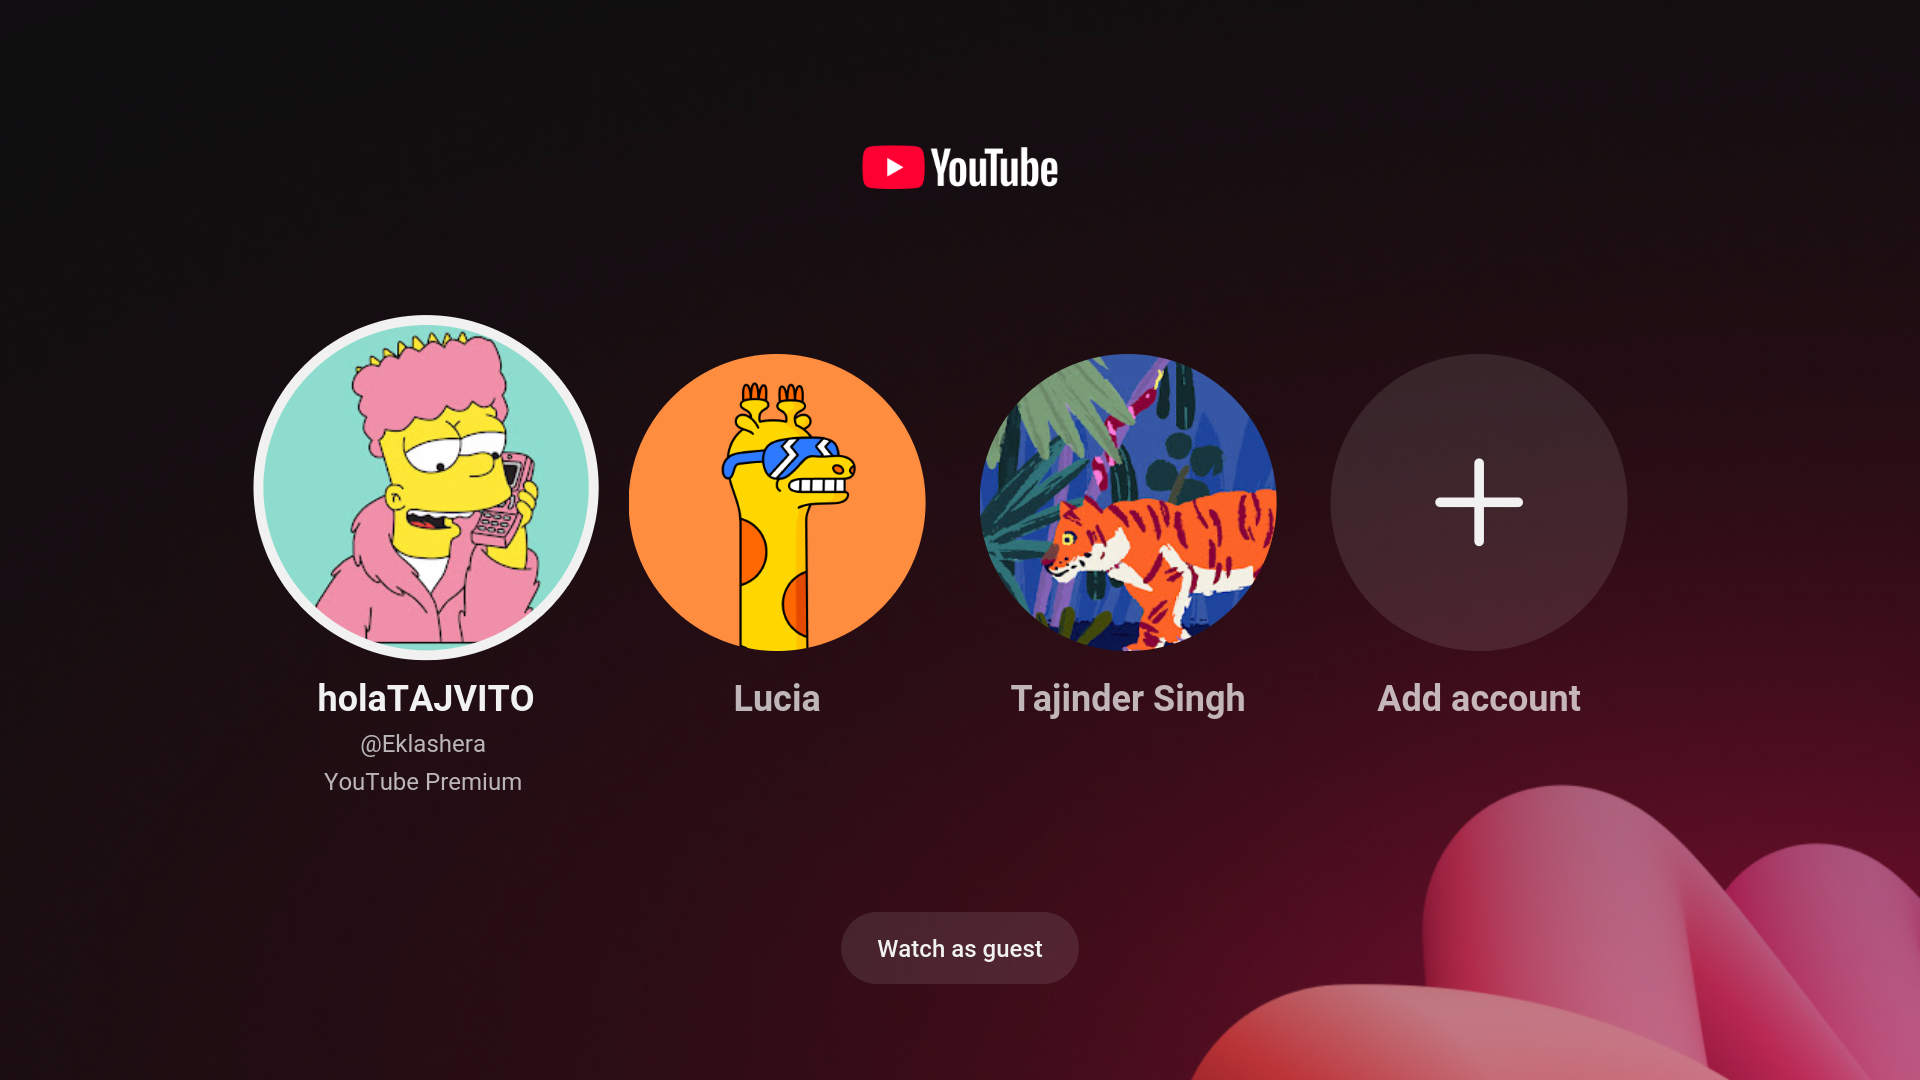 YouTube
holaTAJVITO
@Eklashera
YouTube Premium
Lucia
Tajinder Singh
Add account
Watch as guest